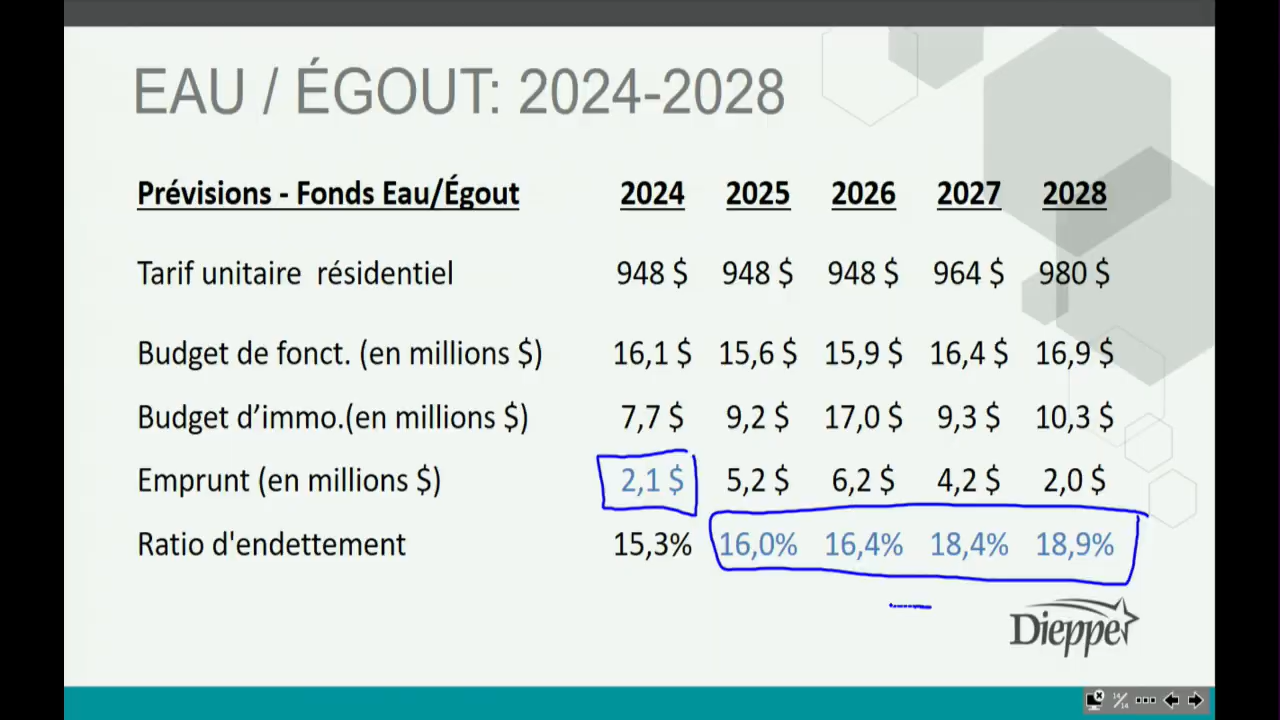 EAU / ÉGOUT: 2024-2028
Prévisions - Fonds Eau/Égout 2024 2025 2026 2027 2028
Tarif unitaire résidentiel 948 $ 948 $ 948 $ 964 $ 980 $
Budget de fonct. (en millions $) 16,1 $ 15,6 $ 15,9 $ 16,4 $ 16,9 $
Budget d’immo.(en millions $) 7,7 $ 9,2 $ 17,0 $ 9,3 $ 10,3 $
Emprunt (en millions $) 2,1 $ 5,2 $ 6,2 $ 4,2 $ 2,0 $
Ratio d'endettement 15,3% 16,0% 16,4% 18,4% 18,9%
Dieppe
14/14